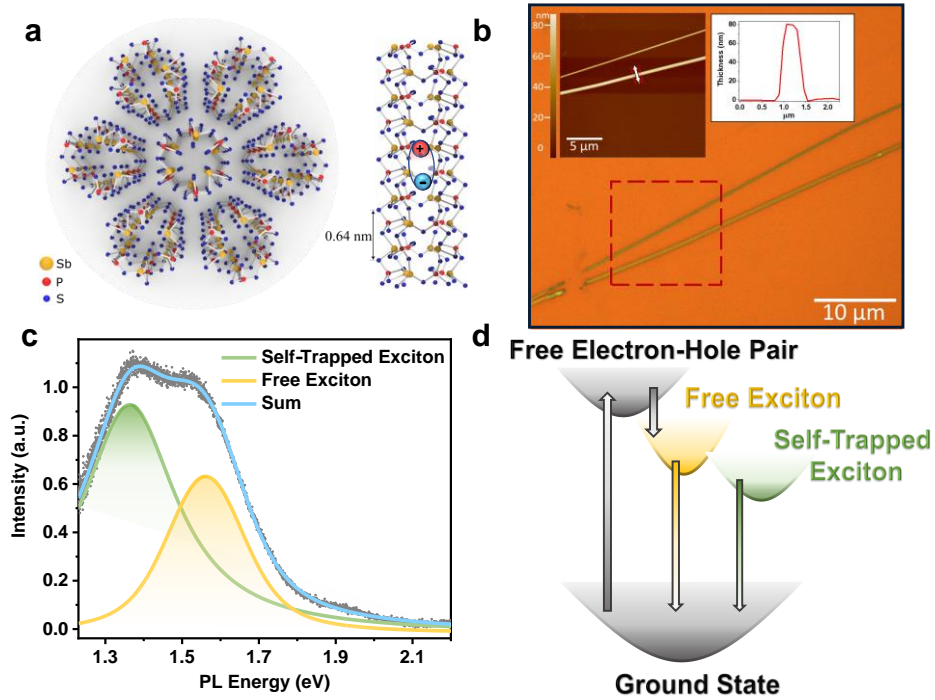 a
Sb
P
S
+
-
0.64 nm
b
nm
80
60
40
20
0
5 μm
Thickness (nm)
80
60
40
20
0
0.0
0.5
1.0
1.5
2.0
μm
10 μm
c
Self-Trapped Exciton
Free Exciton
Sum
Intensity (a.u.)
1.0
0.8
0.6
0.4
0.2
0.0
1.3
1.5
1.7
1.9
2.1
PL Energy (eV)
d
Free Electron-Hole Pair
Free Exciton
Self-Trapped
Exciton
Ground State